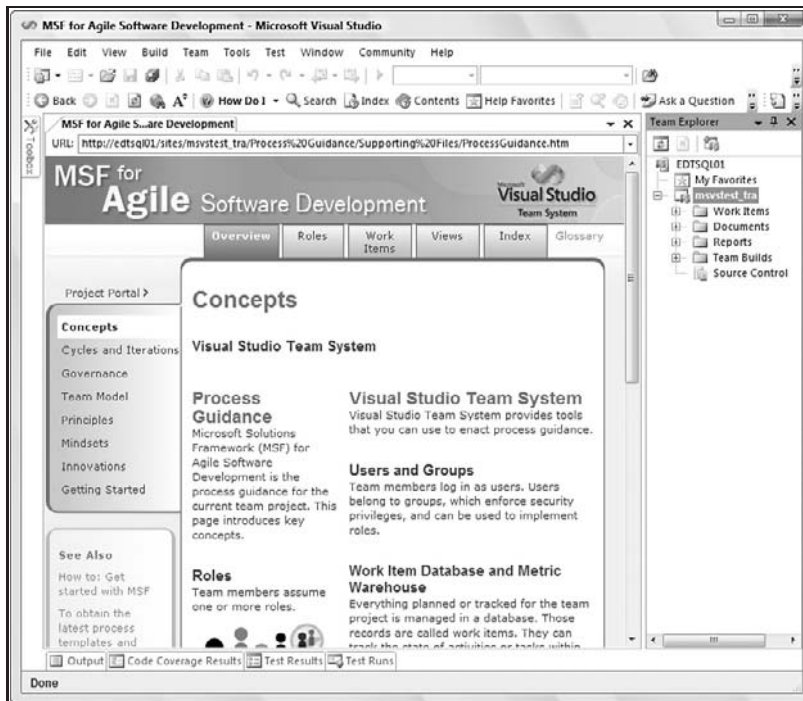 MSF for Agile Software Development - Microsoft Visual Studio
File Edit View Build Team Tools Test Window Community Help
Back How Do I Search Index Contents Help Favorites Ask a Question
Toolbox
MSF for Agile S...are Development
URL: http://edtsql01/sites/msvstest_tra/Process%20Guidance/Supporting%20Files/ProcessGuidance.htm
MSF for
Agile Software Development
Microsoft
Visual Studio
Team System
Overview Roles Work Items Views Index Glossary
Project Portal >
Concepts
Cycles and Iterations
Governance
Team Model
Principles
Mindsets
Innovations
Getting Started
See Also
How to: Get
started with MSF
To obtain the
latest process
templates and
Concepts
Visual Studio Team System
Process
Guidance
Microsoft Solutions
Framework (MSF) for
Agile Software
Development is the
process guidance for the
current team project. This
page introduces key
concepts.
Roles
Team members assume
one or more roles.
Visual Studio Team System
Visual Studio Team System provides tools
that you can use to enact process guidance.
Users and Groups
Team members log in as users. Users
belong to groups, which enforce security
privileges, and can be used to implement
roles.
Work Item Database and Metric
Warehouse
Everything planned or tracked for the team
project is managed in a database. Those
records are called work items. They can
track the state of activities or tasks within
Team Explorer
EDTSQL01
My Favorites
msvstest_tra
Work Items
Documents
Reports
Team Builds
Source Control
Output Code Coverage Results Test Results Test Runs
Done